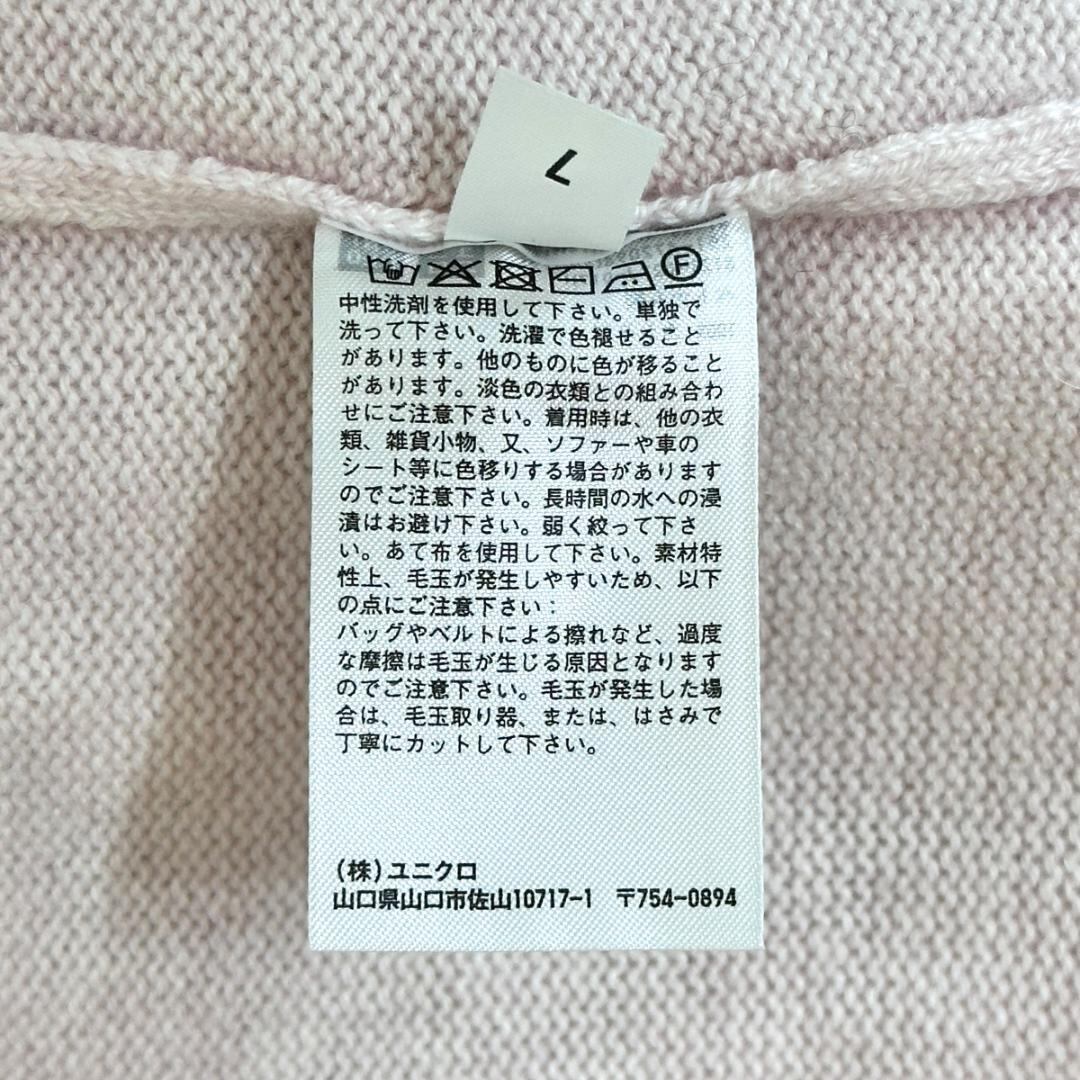 L
F
中性洗剤を使用して下さい。単独で
洗って下さい。洗濯で色褪せること
があります。他のものに色が移ること
があります。淡色の衣類との組み合わ
せにご注意下さい。着用時は、他の衣
類、雑貨小物、又、ソファーや車の
シート等に色移りする場合があります
のでご注意下さい。長時間の水への浸
漬はお避け下さい。弱く絞って下さ
い。あて布を使用して下さい。素材特
性上、毛玉が発生しやすいため、以下
の点にご注意下さい：
バッグやベルトによる擦れなど、過度
な摩擦は毛玉が生じる原因となります
のでご注意下さい。毛玉が発生した場
合は、毛玉取り器、または、はさみで
丁寧にカットして下さい。
(株)ユニクロ
山口県山口市佐山10717-1 〒754-0894